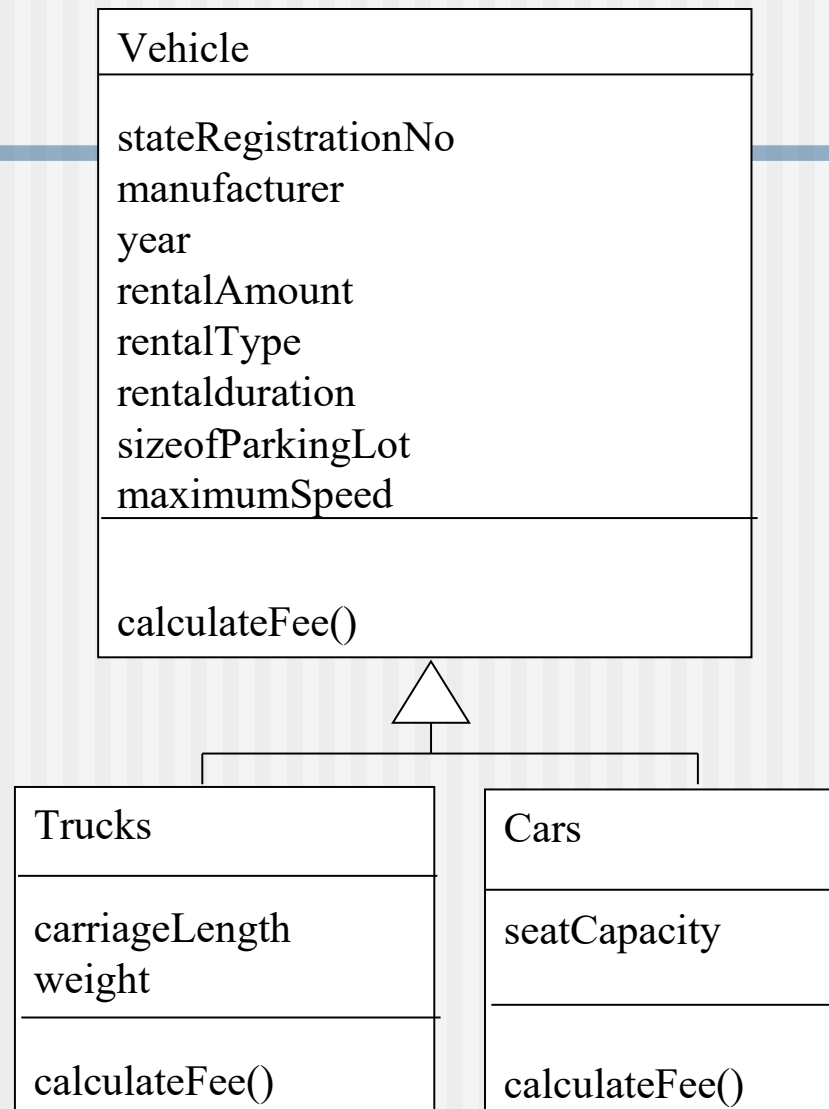 Vehicle
stateRegistrationNo
manufacturer
year
rentalAmount
rentalType
rentalduration
sizeofParkingLot
maximumSpeed
calculateFee()
Trucks
carriageLength
weight
calculateFee()
Cars
seatCapacity
calculateFee()